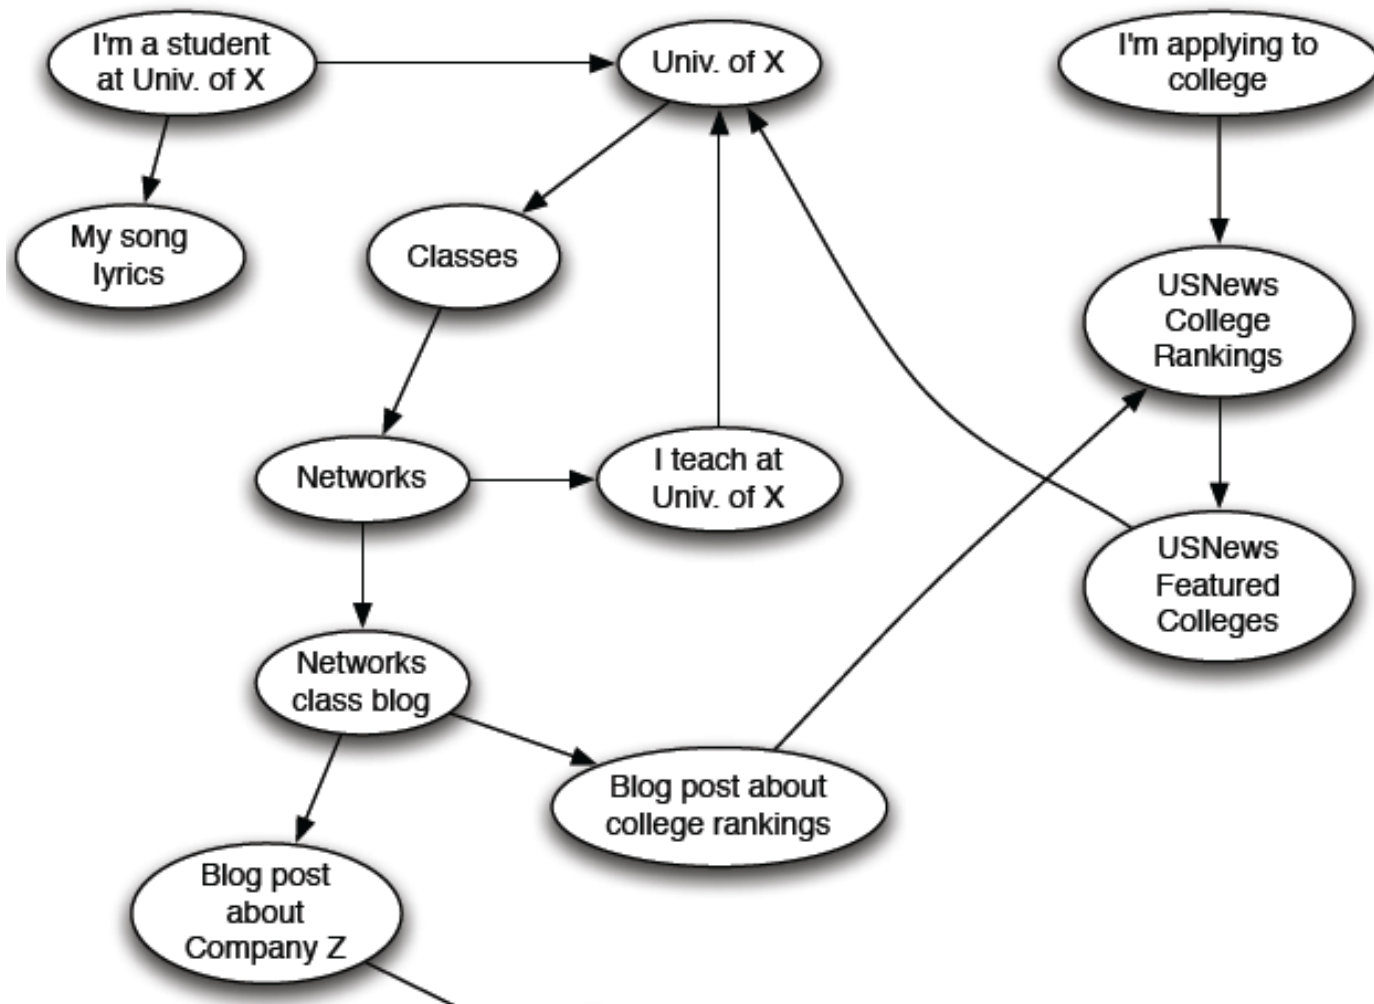 I'm a student
at Univ. of X
Univ. of X
I'm applying to
college
My song
lyrics
Classes
USNews
College
Rankings
Networks
I teach at
Univ. of X
USNews
Featured
Colleges
Networks
class blog
Blog post about
college rankings
Blog post
about
Company Z